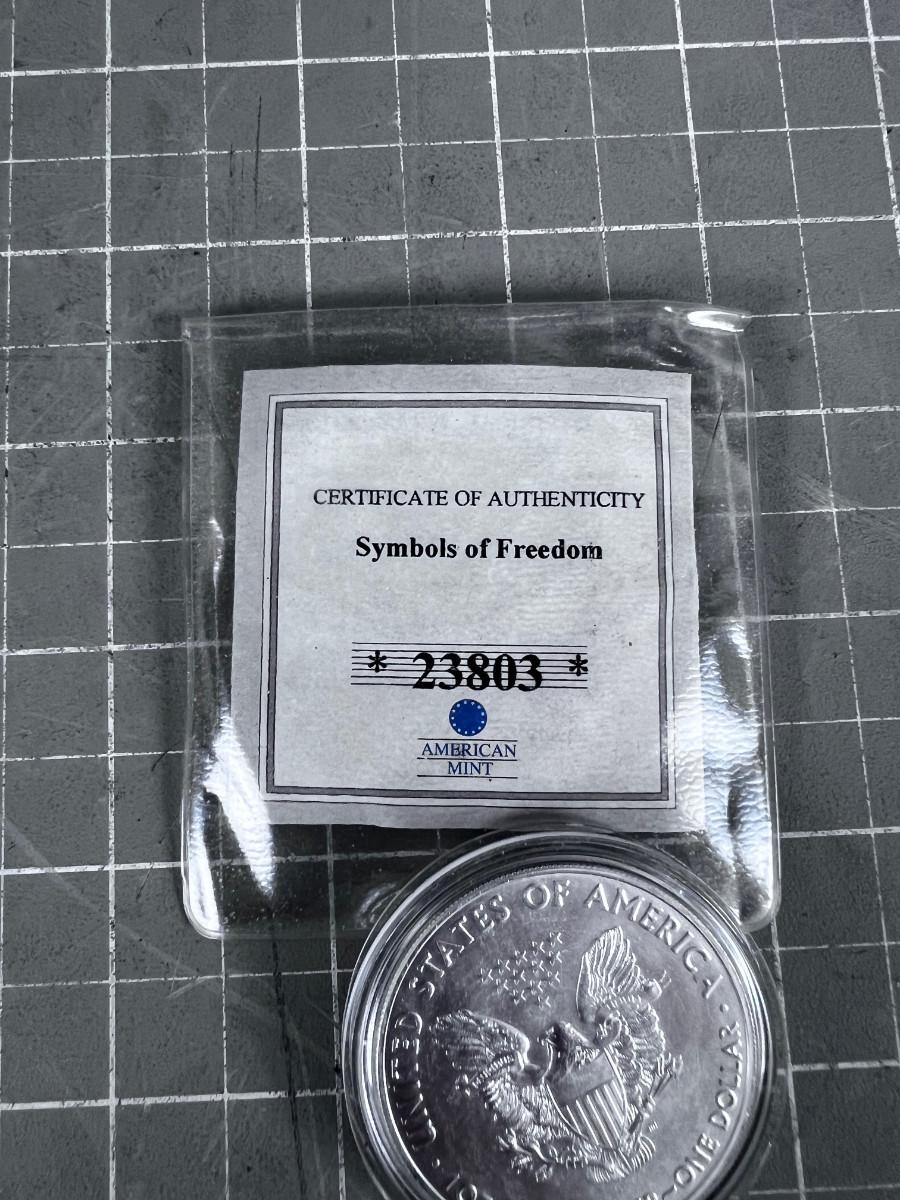 CERTIFICATE OF AUTHENTICITY
Symbols of Freedom
* 23803 *
AMERICAN
MINT
UNITED STATES OF AMERICA
ONE DOLLAR